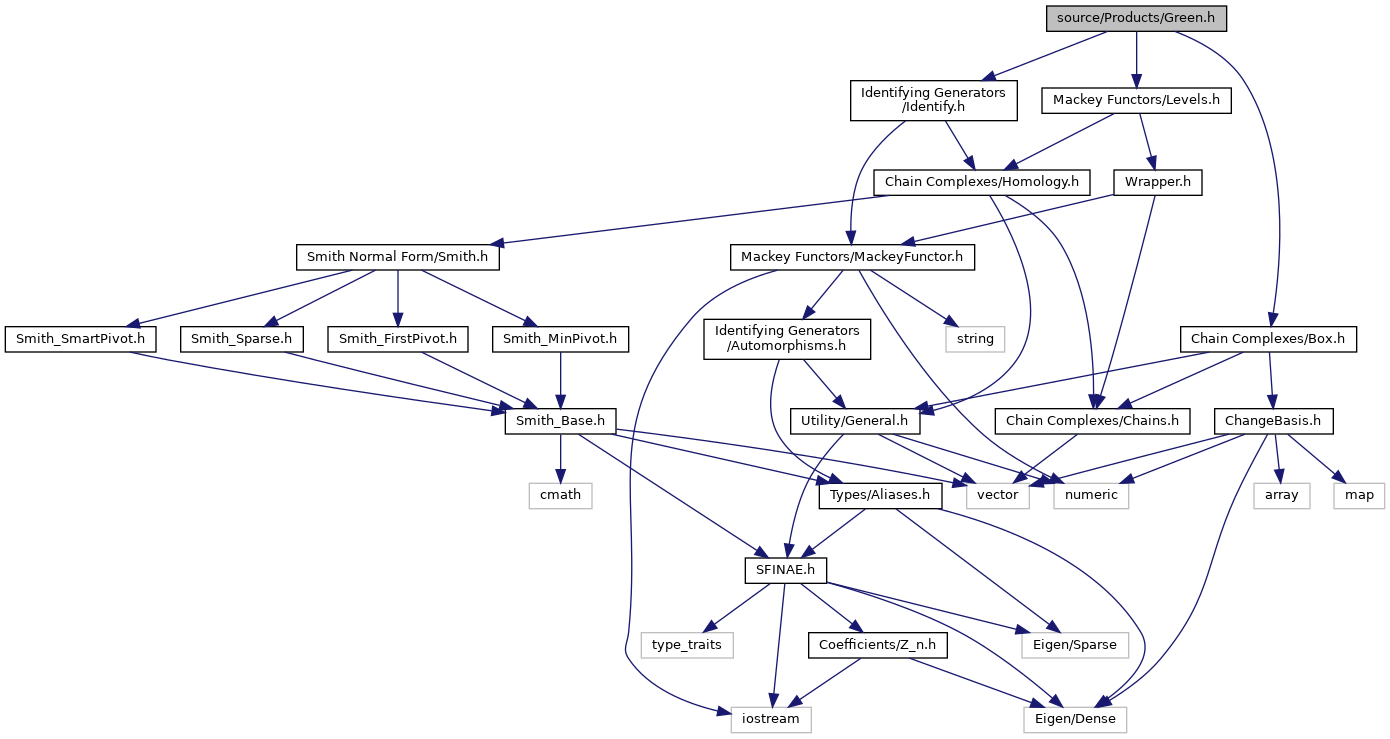 source/Products/Green.h
Identifying Generators
/Identify.h
Mackey Functors/Levels.h
Chain Complexes/Homology.h
Wrapper.h
Smith Normal Form/Smith.h
Mackey Functors/MackeyFunctor.h
Smith_SmartPivot.h
Smith_Sparse.h
Smith_FirstPivot.h
Smith_MinPivot.h
Identifying Generators
/Automorphisms.h
string
Chain Complexes/Box.h
Smith_Base.h
Utility/General.h
Chain Complexes/Chains.h
ChangeBasis.h
cmath
Types/Aliases.h
vector
numeric
array
map
SFINAE.h
type_traits
Coefficients/Z_n.h
Eigen/Sparse
iostream
Eigen/Dense